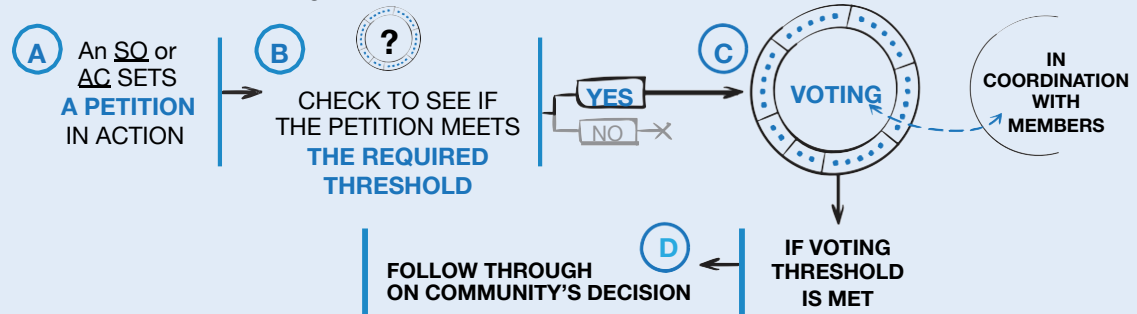 A
An SO or
AC SETS
A PETITION
IN ACTION
B
?
CHECK TO SEE IF
THE PETITION MEETS
THE REQUIRED
THRESHOLD
YES
NO
C
VOTING
IN
COORDINATION
WITH
MEMBERS
IF VOTING
THRESHOLD
IS MET
D
FOLLOW THROUGH
ON COMMUNITY'S DECISION